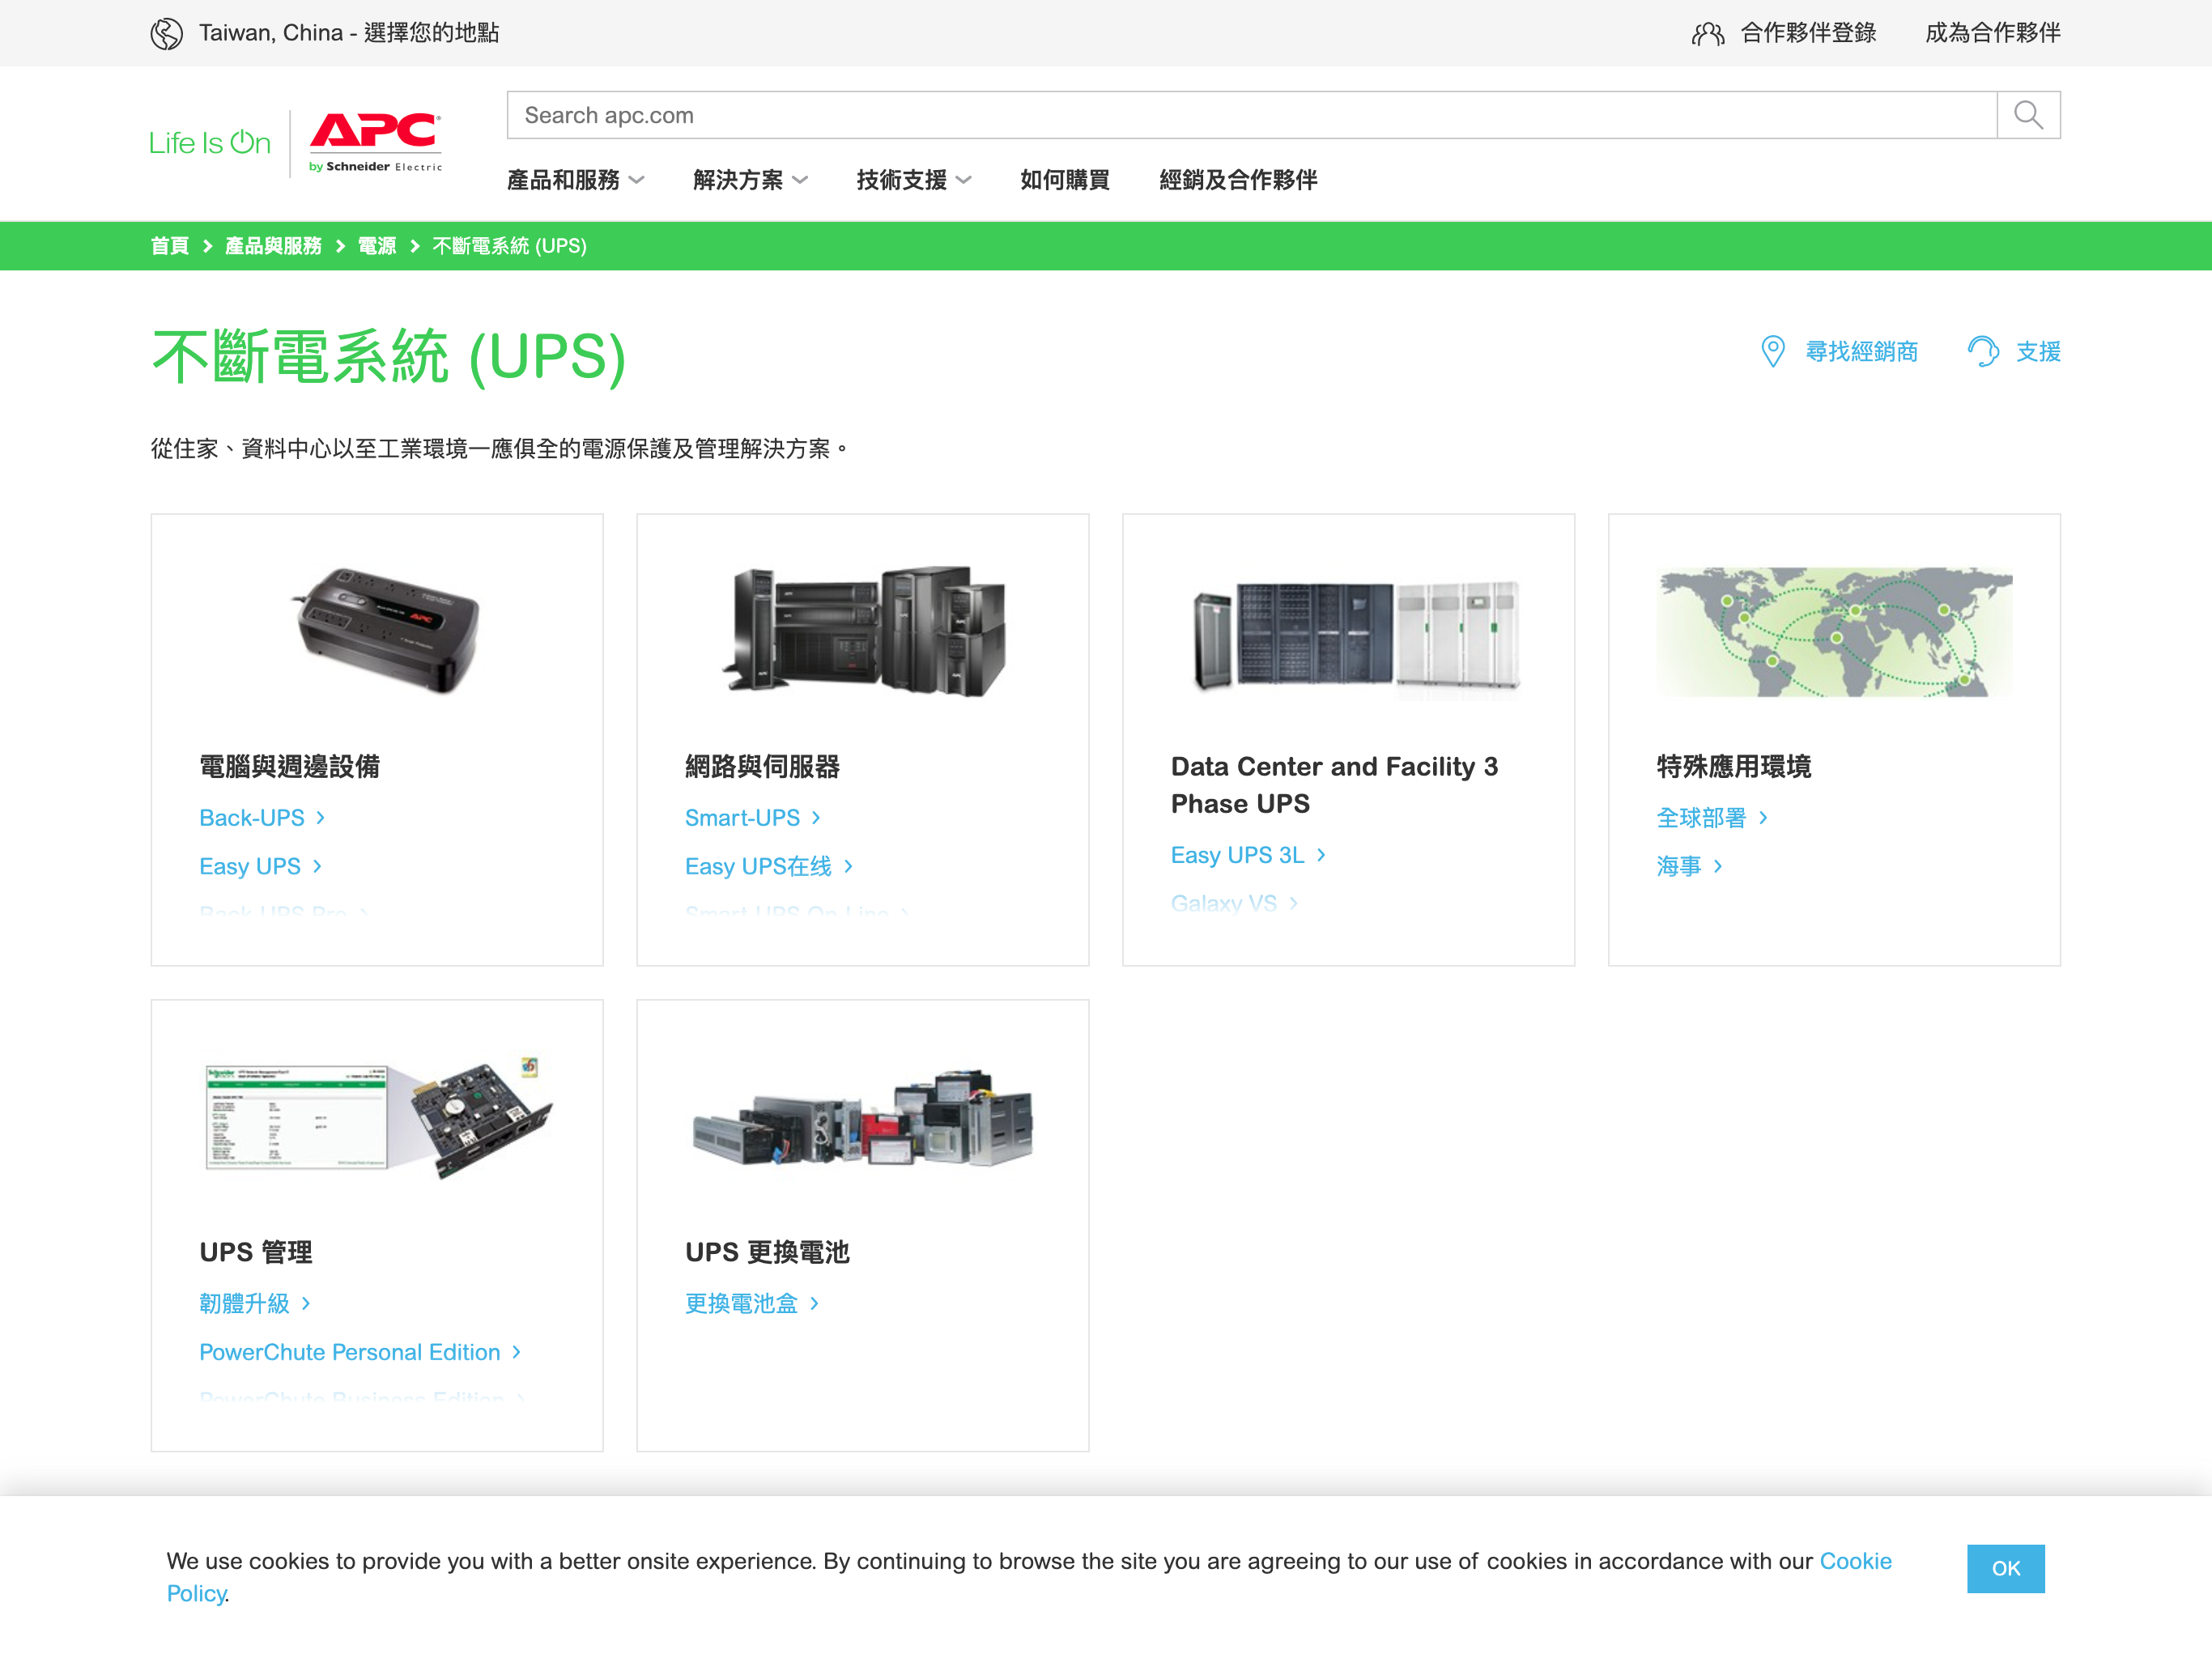 Taiwan, China - 選擇您的地點
合作夥伴登錄
成為合作夥伴
Life Is On
APC
by Schneider Electric
Search apc.com
產品和服務
解決方案
技術支援
如何購買
經銷及合作夥伴
首頁 > 產品與服務 > 電源 > 不斷電系統 (UPS)
不斷電系統 (UPS)
尋找經銷商
支援
從住家、資料中心以至工業環境一應俱全的電源保護及管理解決方案。
電腦與週邊設備
Back-UPS
Easy UPS
Back-UPS Pro
網路與伺服器
Smart-UPS
Easy UPS在线
Smart-UPS On-Line
Data Center and Facility 3
Phase UPS
Easy UPS 3L
Galaxy VS
特殊應用環境
全球部署
海事
UPS 管理
韌體升級
PowerChute Personal Edition
PowerChute Business Edition
UPS 更換電池
更換電池盒
We use cookies to provide you with a better onsite experience. By continuing to browse the site you are agreeing to our use of cookies in accordance with our Cookie
Policy.
OK